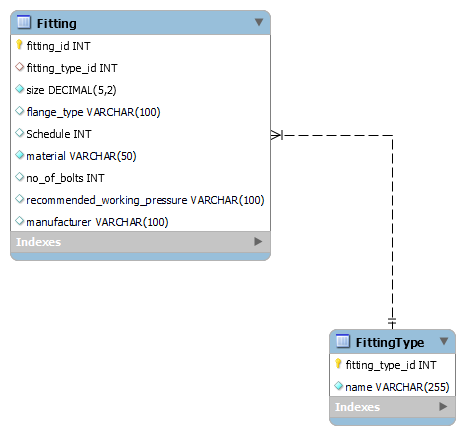 Fitting
fitting_id INT
fitting_type_id INT
size DECIMAL(5,2)
flange_type VARCHAR(100)
Schedule INT
material VARCHAR(50)
no_of_bolts INT
recommended_working_pressure VARCHAR(100)
manufacturer VARCHAR(100)
Indexes
FittingType
fitting_type_id INT
name VARCHAR(255)
Indexes